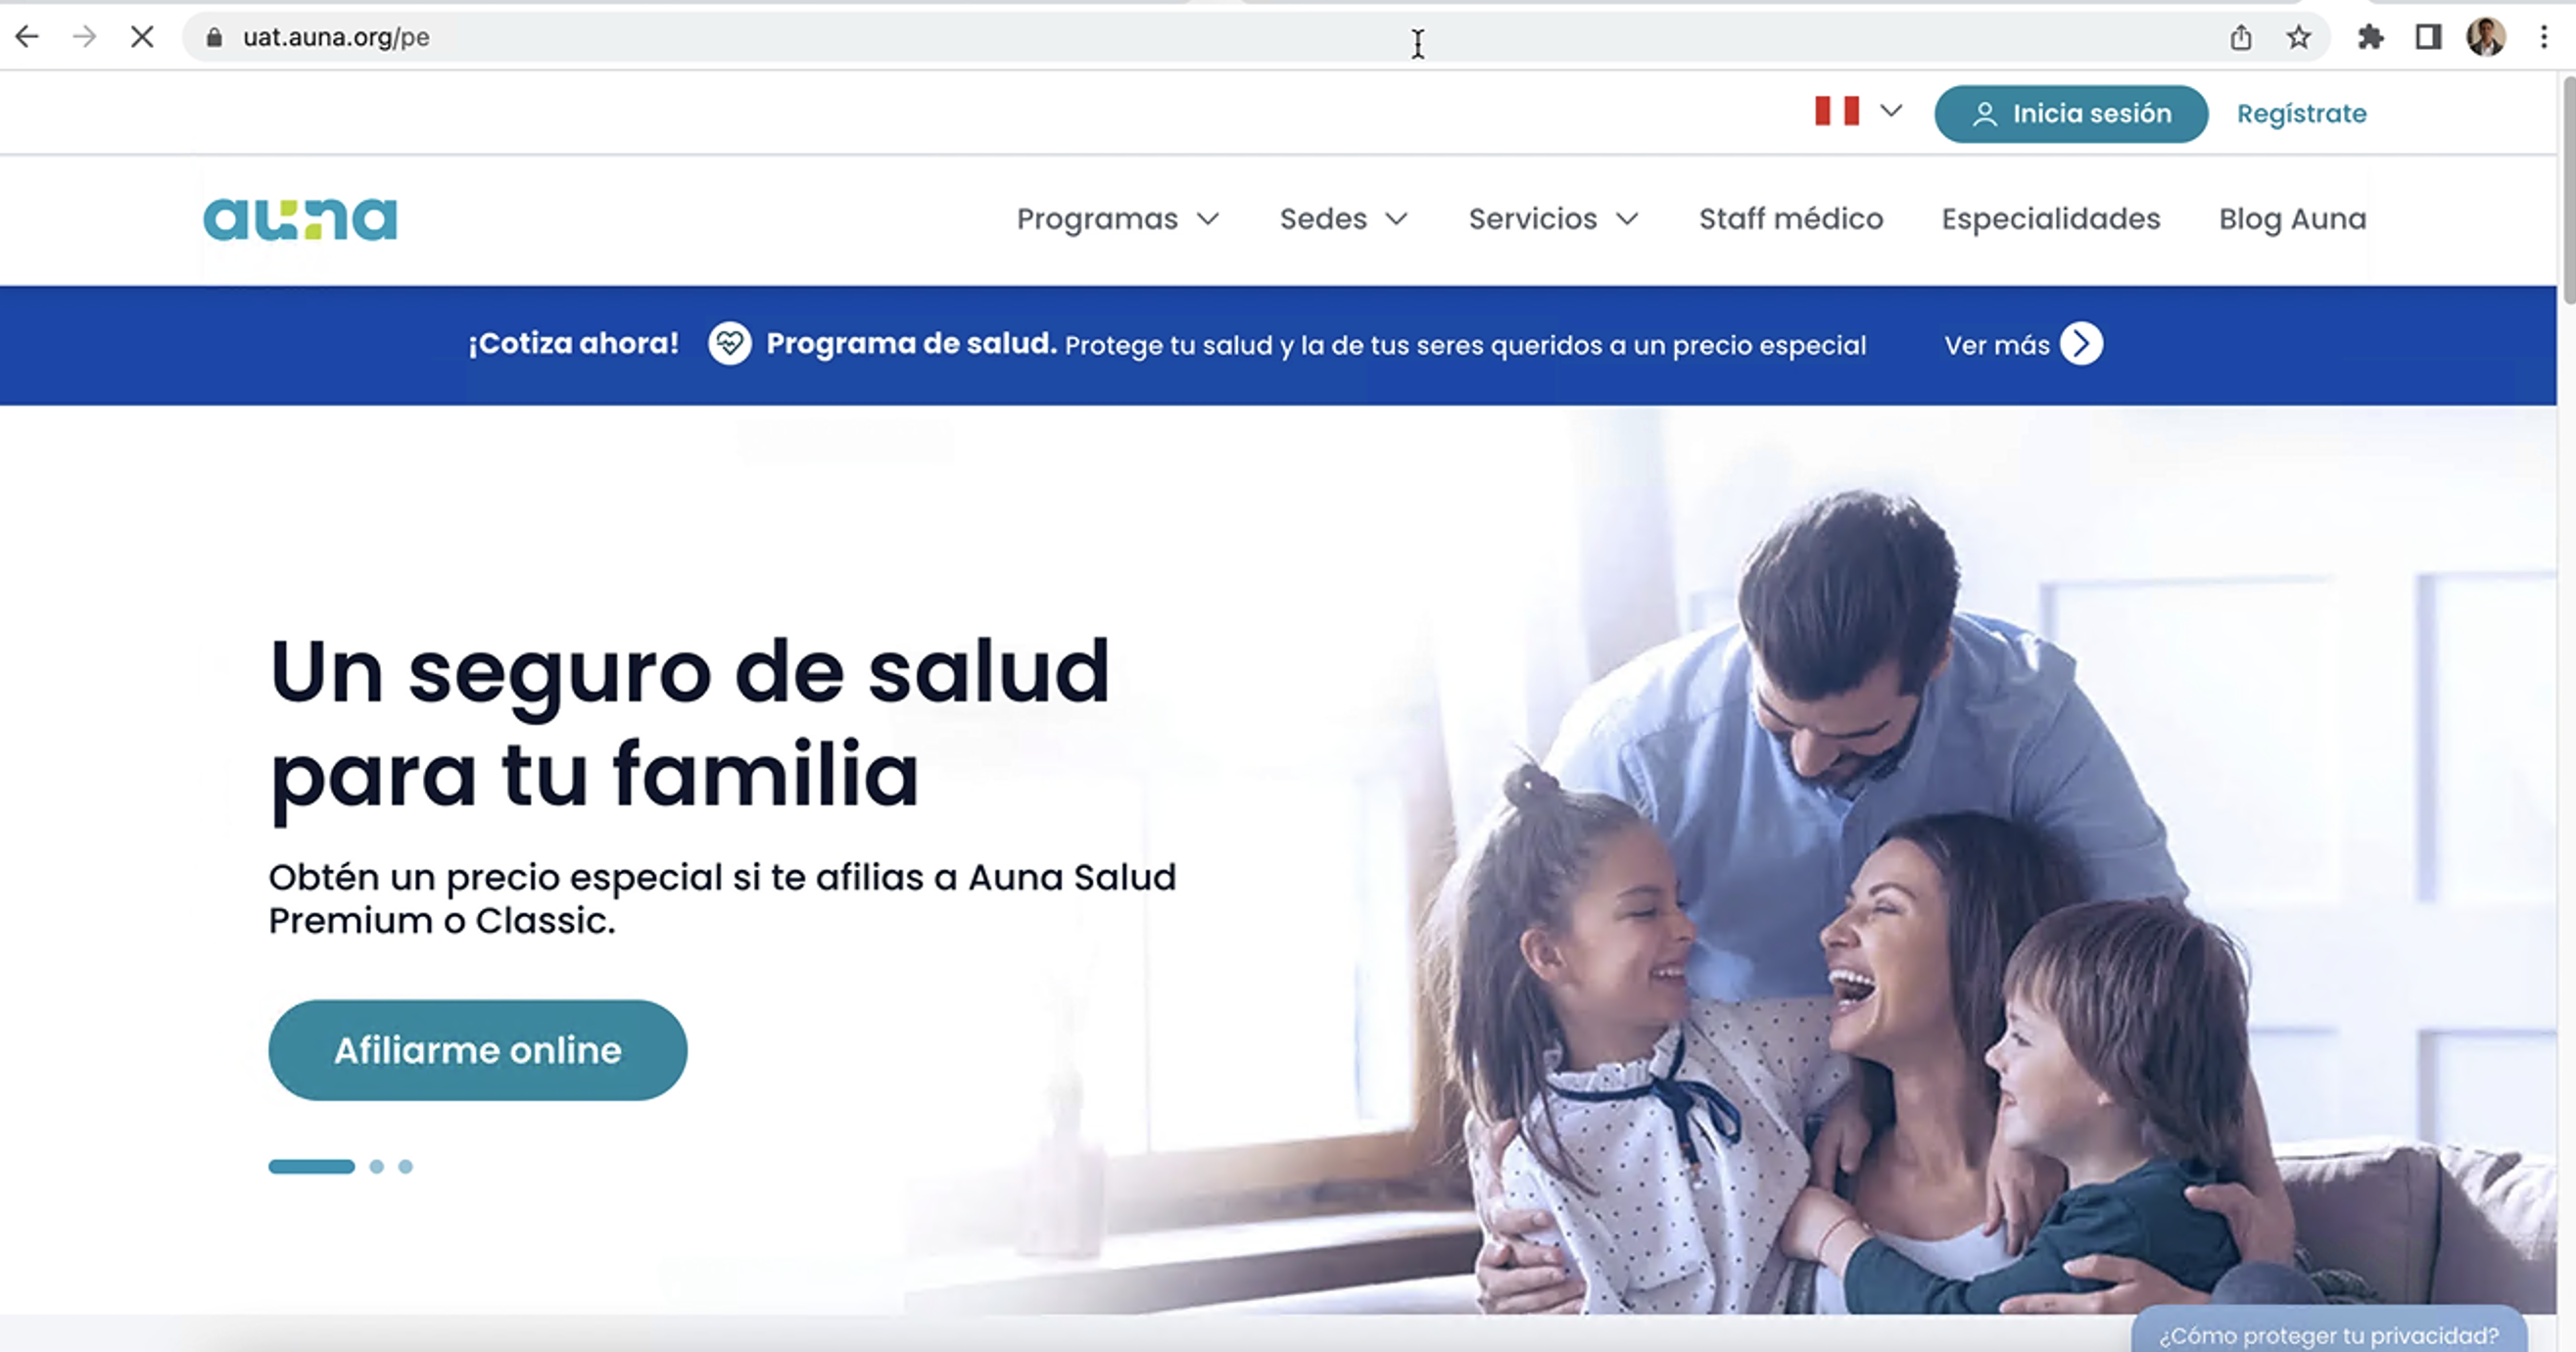 uat.auna.org/pe
Inicia sesión
Regístrate
auna
Programas
Sedes
Servicios
Staff médico
Especialidades
Blog Auna
¡Cotiza ahora! Programa de salud. Protege tu salud y la de tus seres queridos a un precio especial Ver más
Un seguro de salud
para tu familia
Obtén un precio especial si te afilias a Auna Salud
Premium o Classic.
Afiliarme online
¿Cómo proteger tu privacidad?